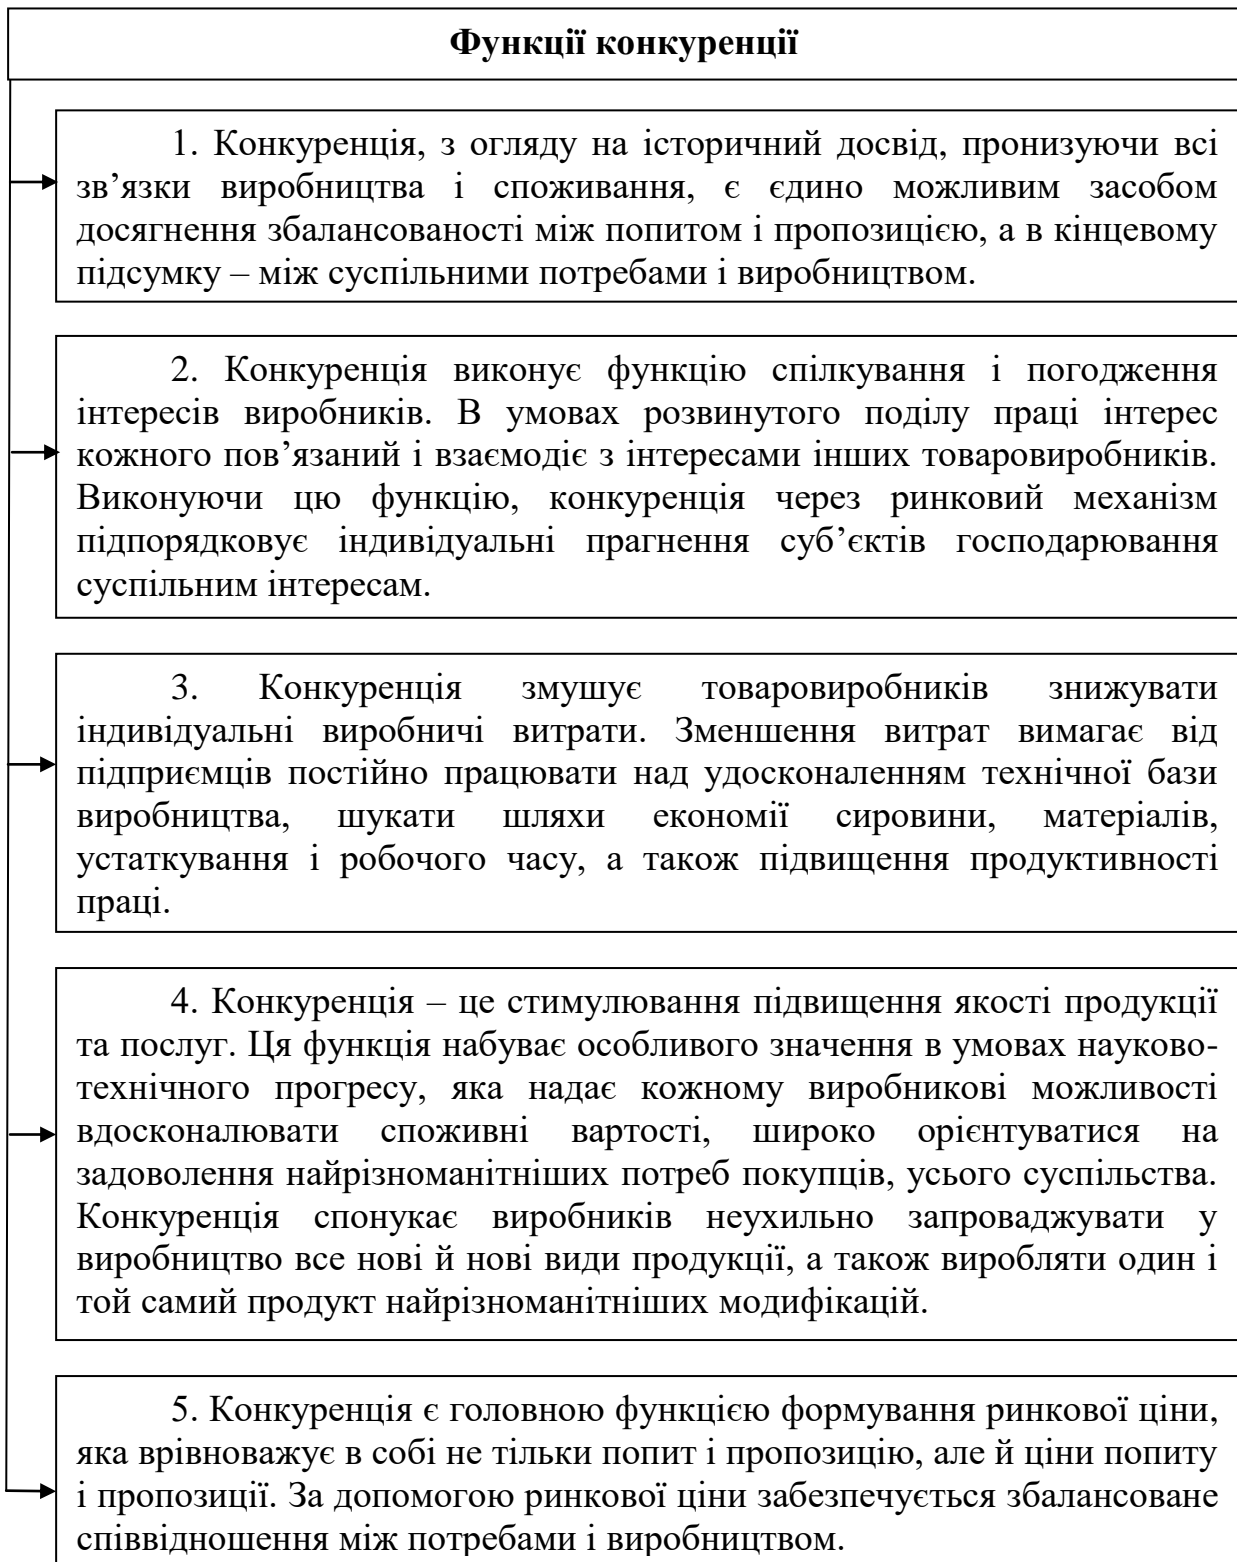 Функції конкуренції
1. Конкуренція, з огляду на історичний досвід, пронизуючи всі
зв’язки виробництва і споживання, є єдино можливим засобом
досягнення збалансованості між попитом і пропозицією, а в кінцевому
підсумку – між суспільними потребами і виробництвом.
2. Конкуренція виконує функцію спілкування і погодження
інтересів виробників. В умовах розвинутого поділу праці інтерес
кожного пов’язаний і взаємодіє з інтересами інших товаровиробників.
Виконуючи цю функцію, конкуренція через ринковий механізм
підпорядковує індивідуальні прагнення суб’єктів господарювання
суспільним інтересам.
3. Конкуренція змушує товаровиробників знижувати
індивідуальні виробничі витрати. Зменшення витрат вимагає від
підприємців постійно працювати над удосконаленням технічної бази
виробництва, шукати шляхи економії сировини, матеріалів,
устаткування і робочого часу, а також підвищення продуктивності
праці.
4. Конкуренція – це стимулювання підвищення якості продукції
та послуг. Ця функція набуває особливого значення в умовах науково-
технічного прогресу, яка надає кожному виробникові можливості
вдосконалювати споживні вартості, широко орієнтуватися на
задоволення найрізноманітніших потреб покупців, усього суспільства.
Конкуренція спонукає виробників неухильно запроваджувати у
виробництво все нові й нові види продукції, а також виробляти один і
той самий продукт найрізноманітніших модифікацій.
5. Конкуренція є головною функцією формування ринкової ціни,
яка врівноважує в собі не тільки попит і пропозицію, але й ціни попиту
і пропозиції. За допомогою ринкової ціни забезпечується збалансоване
співвідношення між потребами і виробництвом.